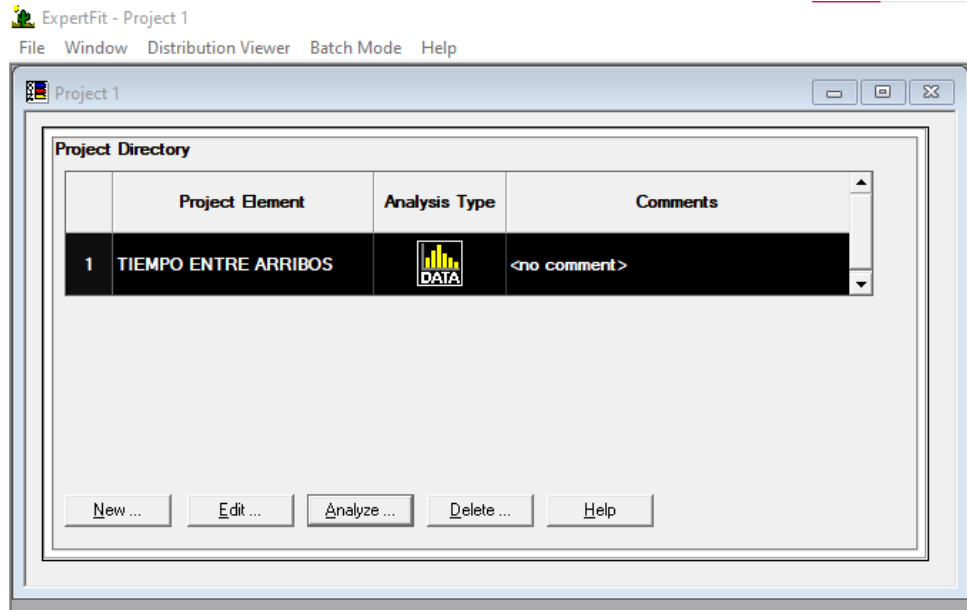 ExpertFit - Project 1
File Window Distribution Viewer Batch Mode Help
Project 1
Project Directory
Project Element Analysis Type Comments
1 TIEMPO ENTRE ARRIBOS DATA <no comment>
New ... Edit ... Analyze ... Delete ... Help